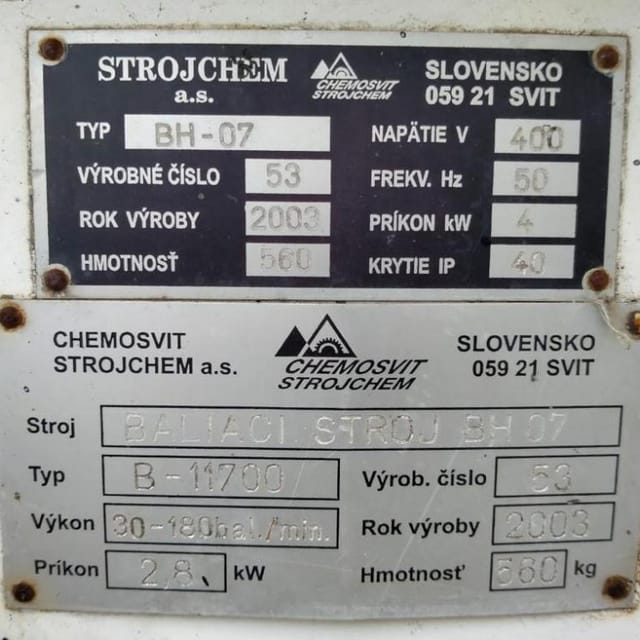 STROJCHEM
a.s.
CHEMOSVIT
STROJCHEM
SLOVENSKO
059 21 SVIT
TYP BH-07
NAPÄTIE V 400
VÝROBNÉ ČÍSLO 53
FREKV. Hz 50
ROK VÝROBY 2003
PRÍKON kW 4
HMOTNOSŤ 560
KRYTIE IP 40
CHEMOSVIT
STROJCHEM a.s.
CHEMOSVIT
STROJCHEM
SLOVENSKO
059 21 SVIT
Stroj BALIACI STROJ BH 07
Typ B-11700
Výrob. číslo 53
Výkon 30-180bal./min.
Rok výroby 2003
Príkon 2,8 kW
Hmotnosť 560 kg